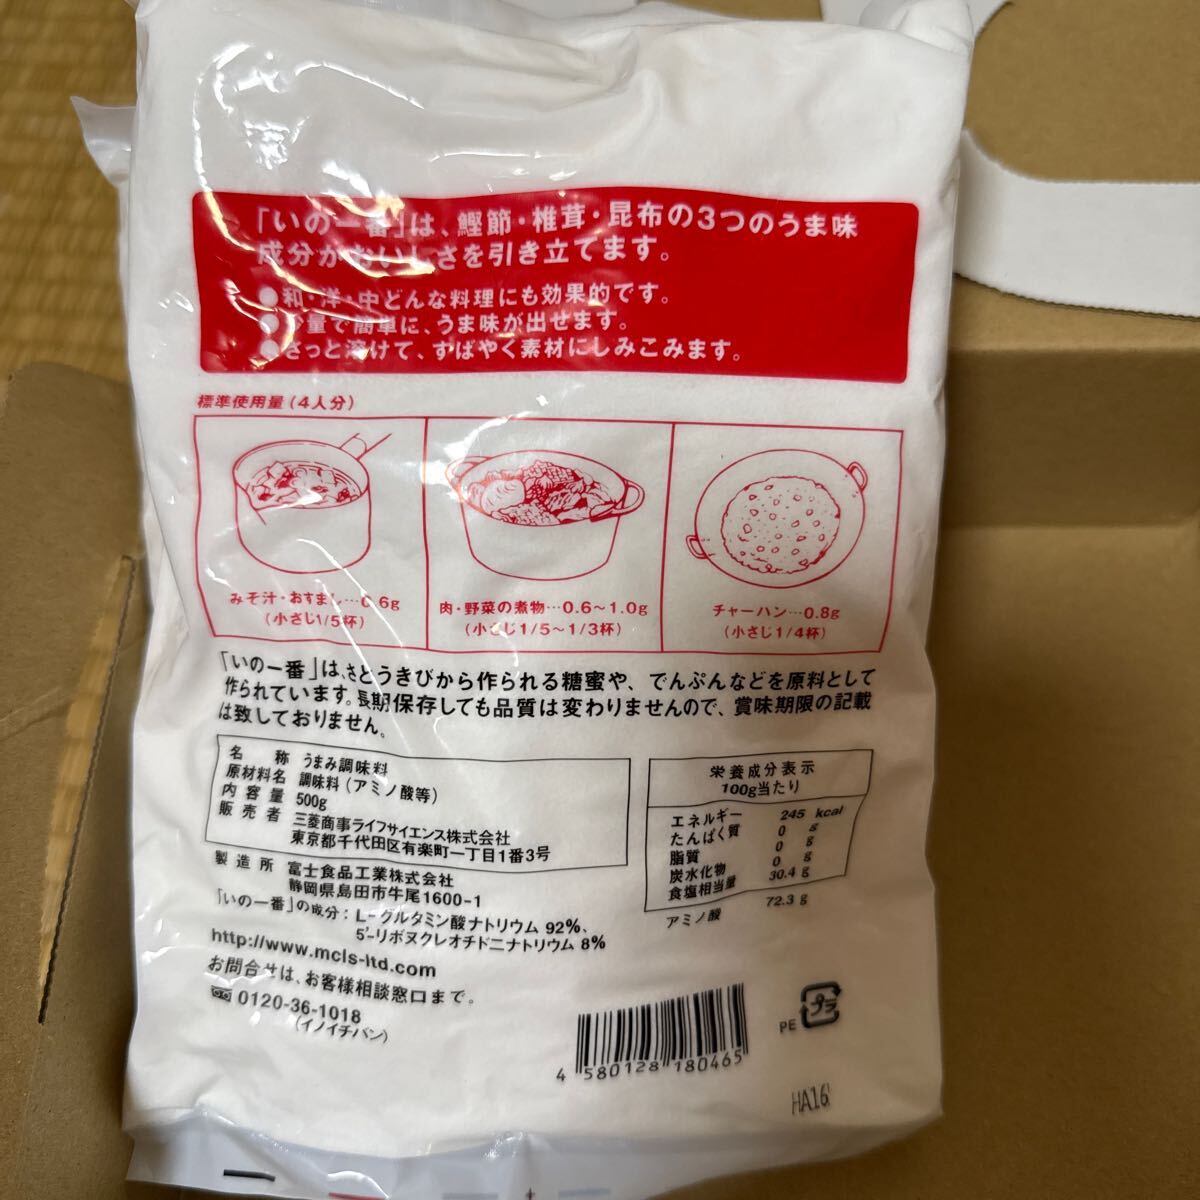 「いの一番」は、鰹節・椎茸・昆布の3つのうま味
成分がおいしさを引き立てます。
●和・洋・中どんな料理にも効果的です。
●少量で簡単に、うま味が出せます。
●さっと溶けて、すばやく素材にしみこみます。
標準使用量(4人分)
みそ汁・おすまし…0.6g
(小さじ1/5杯)
肉・野菜の煮物…0.6〜1.0g
(小さじ1/5〜1/3杯)
チャーハン…0.8g
(小さじ1/4杯)
「いの一番」は、さとうきびから作られる糖蜜や、でんぷんなどを原料として
作られています。長期保存しても品質は変わりませんので、賞味期限の記載
は致しておりません。
名称 うまみ調味料
原材料名 調味料(アミノ酸等)
内容量 500g
販売者 三菱商事ライフサイエンス株式会社
東京都千代田区有楽町一丁目1番3号
製造所 富士食品工業株式会社
静岡県島田市牛尾1600-1
「いの一番」の成分:L-グルタミン酸ナトリウム 92%、
5'-リボヌクレオチド二ナトリウム 8%
http://www.mcls-ltd.com
お問合せは、お客様相談窓口まで。
0120-36-1018
(イノイチバン)
栄養成分表示
100g当たり
エネルギー 245 kcal
たんぱく質 0 g
脂質 0 g
炭水化物 0 g
食塩相当量 30.4 g
アミノ酸 72.3 g
4 580128 180465
PE プラ
HA16